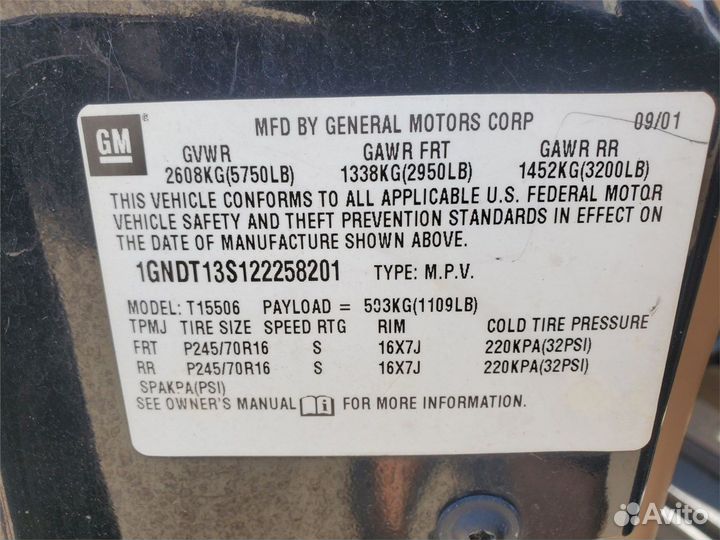 GM ® MFD BY GENERAL MOTORS CORP 09/01
GVWR GAWR FRT GAWR RR
2608KG(5750LB) 1338KG(2950LB) 1452KG(3200LB)
THIS VEHICLE CONFORMS TO ALL APPLICABLE U.S. FEDERAL MOTOR
VEHICLE SAFETY AND THEFT PREVENTION STANDARDS IN EFFECT ON
THE DATE OF MANUFACTURE SHOWN ABOVE.
1GNDT13S122258201 TYPE: M.P.V.
MODEL: T15506 PAYLOAD = 503KG(1109LB)
TPMJ TIRE SIZE SPEED RTG RIM COLD TIRE PRESSURE
FRT P245/70R16 S 16X7J 220KPA(32PSI)
RR P245/70R16 S 16X7J 220KPA(32PSI)
SPAKPA(PSI)
SEE OWNER'S MANUAL i FOR MORE INFORMATION.
Avito